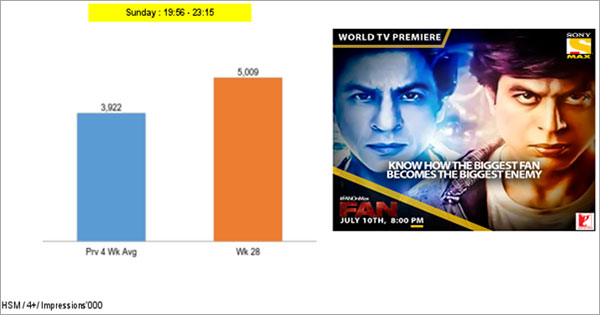 Sunday : 19:56 - 23:15
3,922
5,009
Prv 4 Wk Avg
Wk 28
HSM / 4+/ Impressions'000
WORLD TV PREMIERE
SONY
MAX
KNOW HOW THE BIGGEST FAN
BECOMES THE BIGGEST ENEMY
#FANOnMax
FAN
JULY 10TH, 8:00 PM